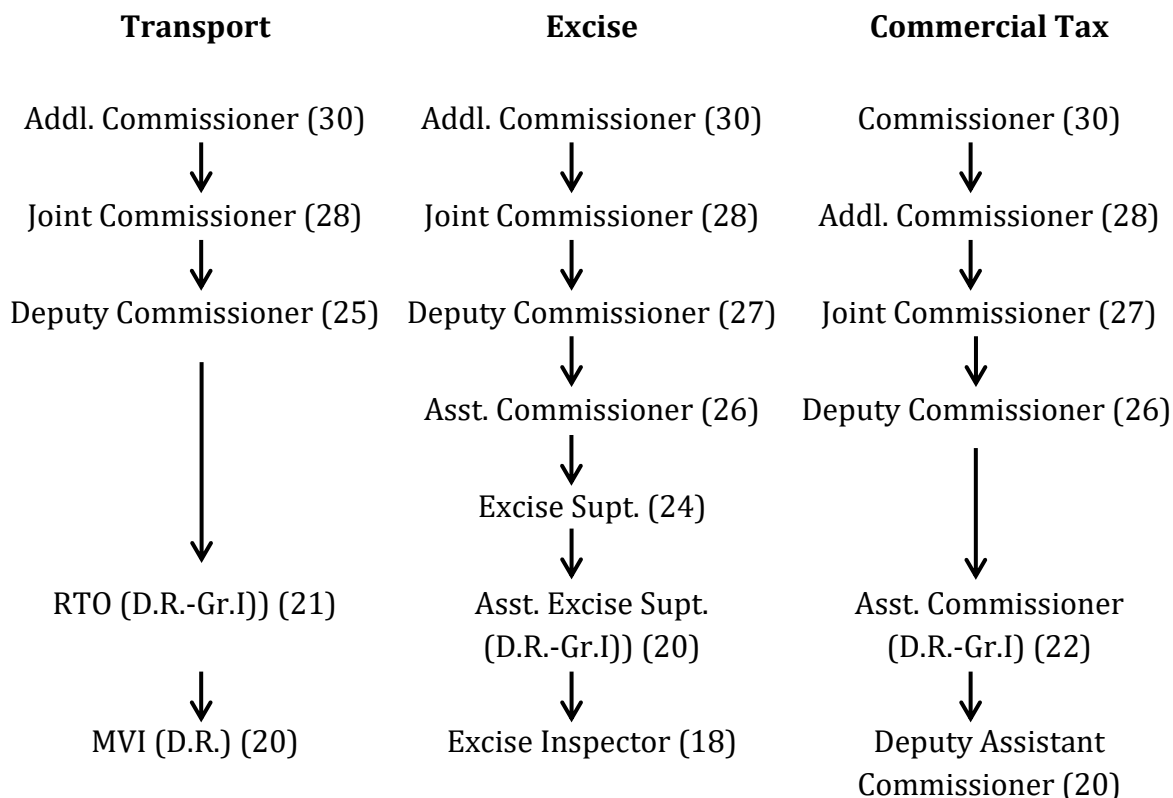 Transport Excise Commercial Tax
Addl. Commissioner (30) Addl. Commissioner (30) Commissioner (30)
Joint Commissioner (28) Joint Commissioner (28) Addl. Commissioner (28)
Deputy Commissioner (25) Deputy Commissioner (27) Joint Commissioner (27)
Asst. Commissioner (26) Deputy Commissioner (26)
Excise Supt. (24)
RTO (D.R.-Gr.I)) (21) Asst. Excise Supt. Asst. Commissioner
(D.R.-Gr.I)) (20) (D.R.-Gr.I) (22)
MVI (D.R.) (20) Excise Inspector (18) Deputy Assistant
Commissioner (20)